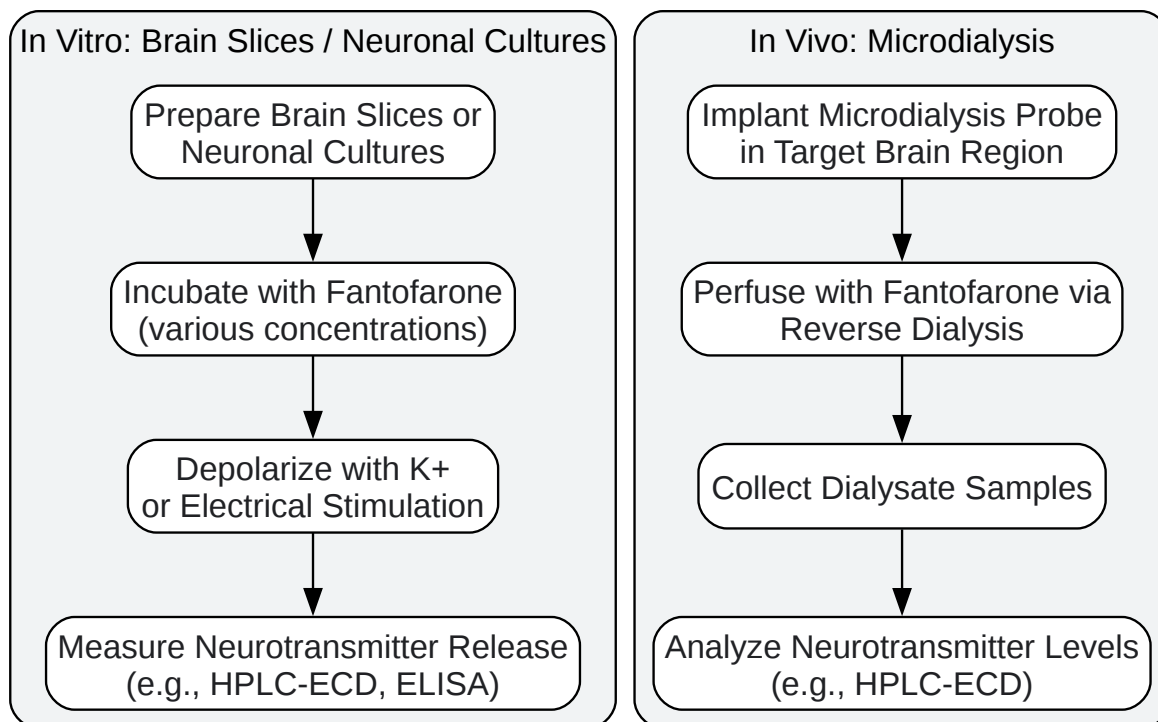 In Vitro: Brain Slices / Neuronal Cultures
Prepare Brain Slices or
Neuronal Cultures
Incubate with Fantofarone
(various concentrations)
Depolarize with K+
or Electrical Stimulation
Measure Neurotransmitter Release
(e.g., HPLC-ECD, ELISA)
In Vivo: Microdialysis
Implant Microdialysis Probe
in Target Brain Region
Perfuse with Fantofarone via
Reverse Dialysis
Collect Dialysate Samples
Analyze Neurotransmitter Levels
(e.g., HPLC-ECD)